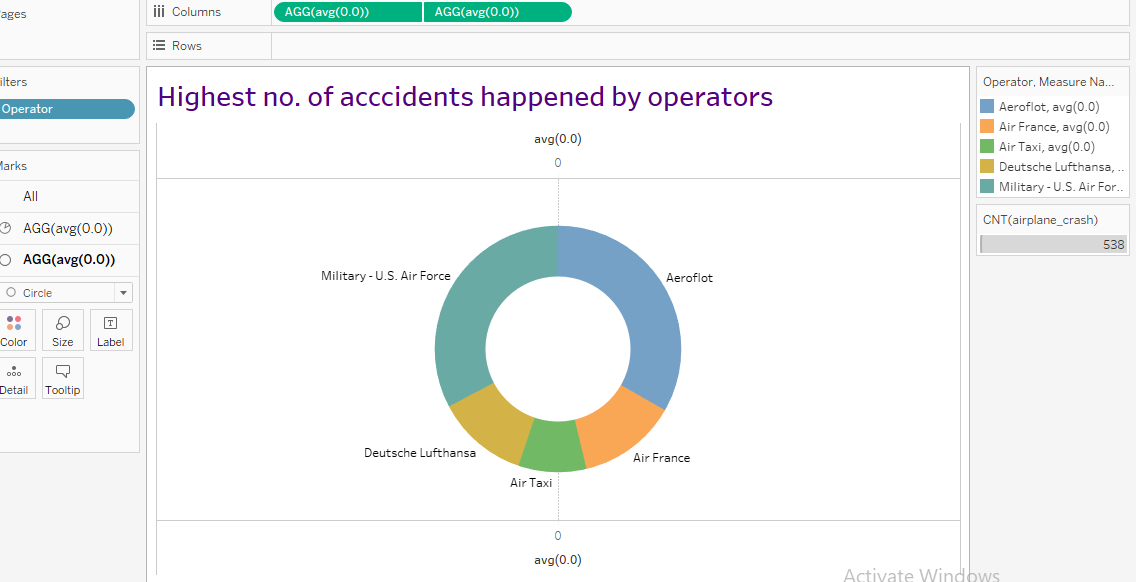 ages
Columns
AGG(avg(0.0))
AGG(avg(0.0))
Rows
ilters
Operator
Marks
All
AGG(avg(0.0))
AGG(avg(0.0))
Circle
Color
Size
Label
Detail
Tooltip
Highest no. of acccidents happened by operators
avg(0.0)
0
Military - U.S. Air Force
Aeroflot
Deutsche Lufthansa
Air France
Air Taxi
0
avg(0.0)
Operator, Measure Na...
Aeroflot, avg(0.0)
Air France, avg(0.0)
Air Taxi, avg(0.0)
Deutsche Lufthansa, ..
Military - U.S. Air For..
CNT(airplane_crash)
538
Activate Windows